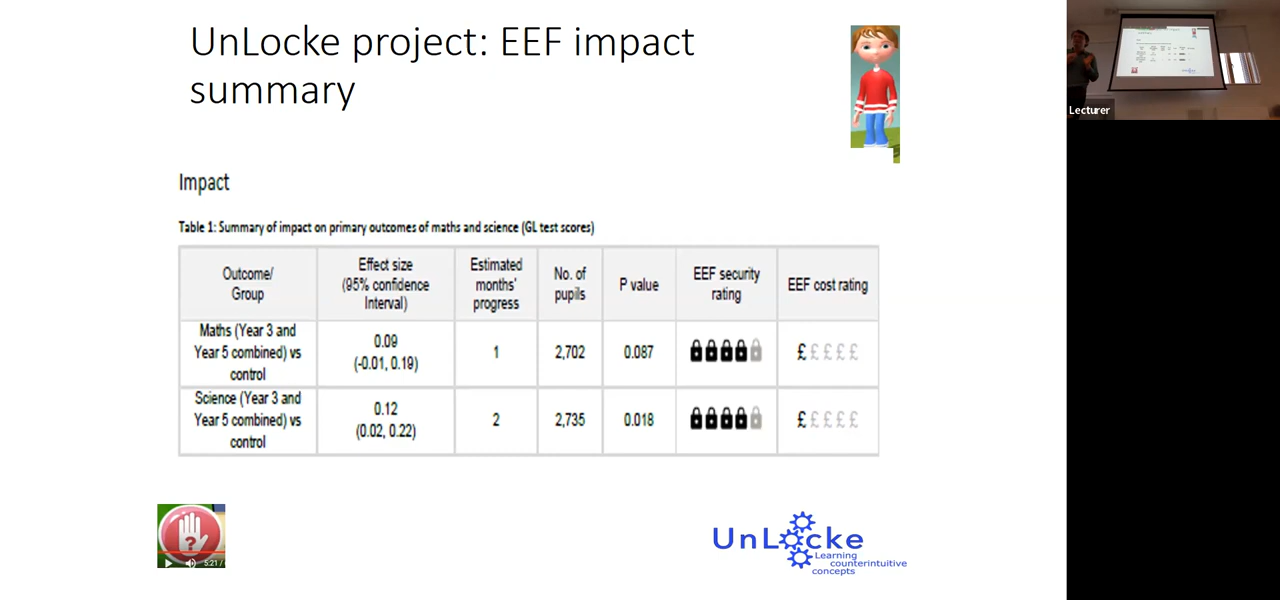 UnLocke project: EEF impact
summary
Impact
Table 1: Summary of impact on primary outcomes of maths and science (GL test scores)
Outcome/
Group
Effect size
(95% confidence
Interval)
Estimated
months'
progress
No. of
pupils
P value
EEF security
rating
EEF cost rating
Maths (Year 3 and
Year 5 combined) vs
control
0.09
(-0.01, 0.19)
1
2,702
0.087
£ £ £ £ £
Science (Year 3 and
Year 5 combined) vs
control
0.12
(0.02, 0.22)
2
2,735
0.018
£ £ £ £ £
?
5:21 /
UnLocke
Learning
counterintuitive
concepts
Lecturer